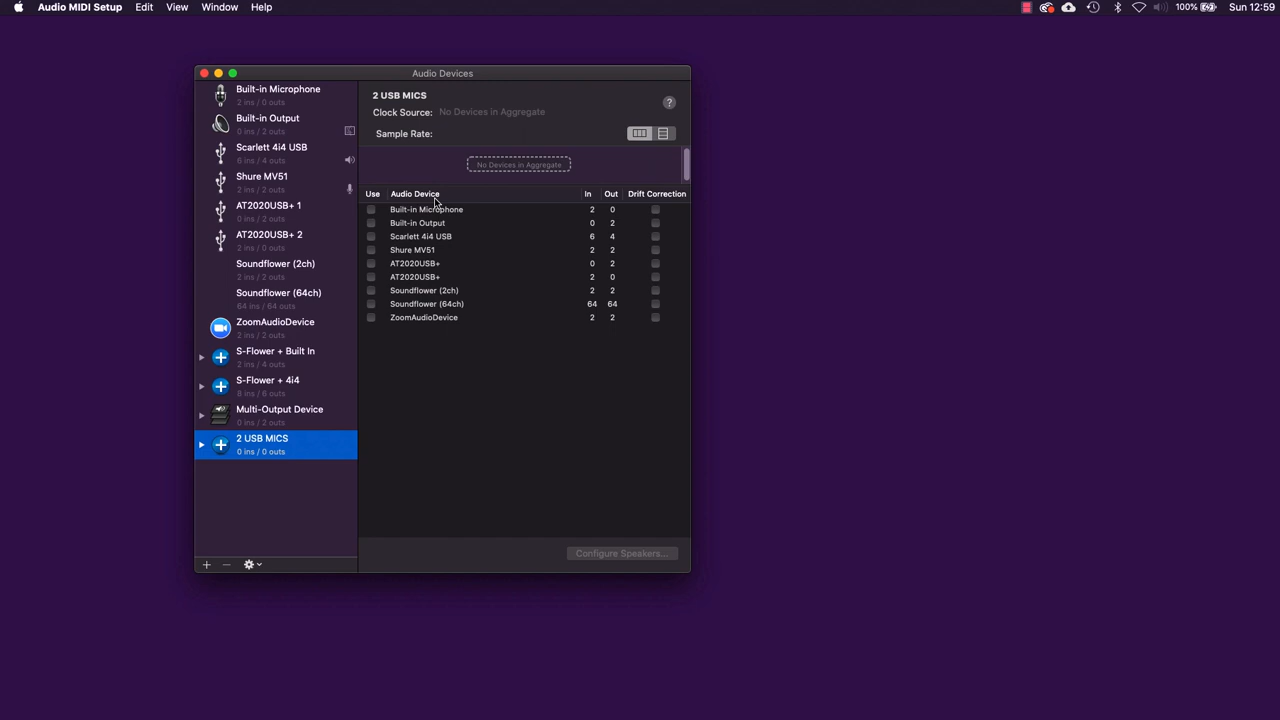 Audio MIDI Setup Edit View Window Help 100% Sun 12:59
Audio Devices
Built-in Microphone
2 ins / 0 outs
Built-in Output
0 ins / 2 outs
Scarlett 4i4 USB
6 ins / 4 outs
Shure MV51
2 ins / 2 outs
AT2020USB+ 1
0 ins / 2 outs
AT2020USB+ 2
2 ins / 0 outs
Soundflower (2ch)
2 ins / 2 outs
Soundflower (64ch)
64 ins / 64 outs
ZoomAudioDevice
2 ins / 2 outs
S-Flower + Built In
2 ins / 4 outs
S-Flower + 4i4
8 ins / 6 outs
Multi-Output Device
0 ins / 2 outs
2 USB MICS
0 ins / 0 outs
2 USB MICS
?
Clock Source: No Devices in Aggregate
Sample Rate:
No Devices in Aggregate
Use Audio Device In Out Drift Correction
Built-in Microphone 2 0
Built-in Output 0 2
Scarlett 4i4 USB 6 4
Shure MV51 2 2
AT2020USB+ 0 2
AT2020USB+ 2 0
Soundflower (2ch) 2 2
Soundflower (64ch) 64 64
ZoomAudioDevice 2 2
Configure Speakers...